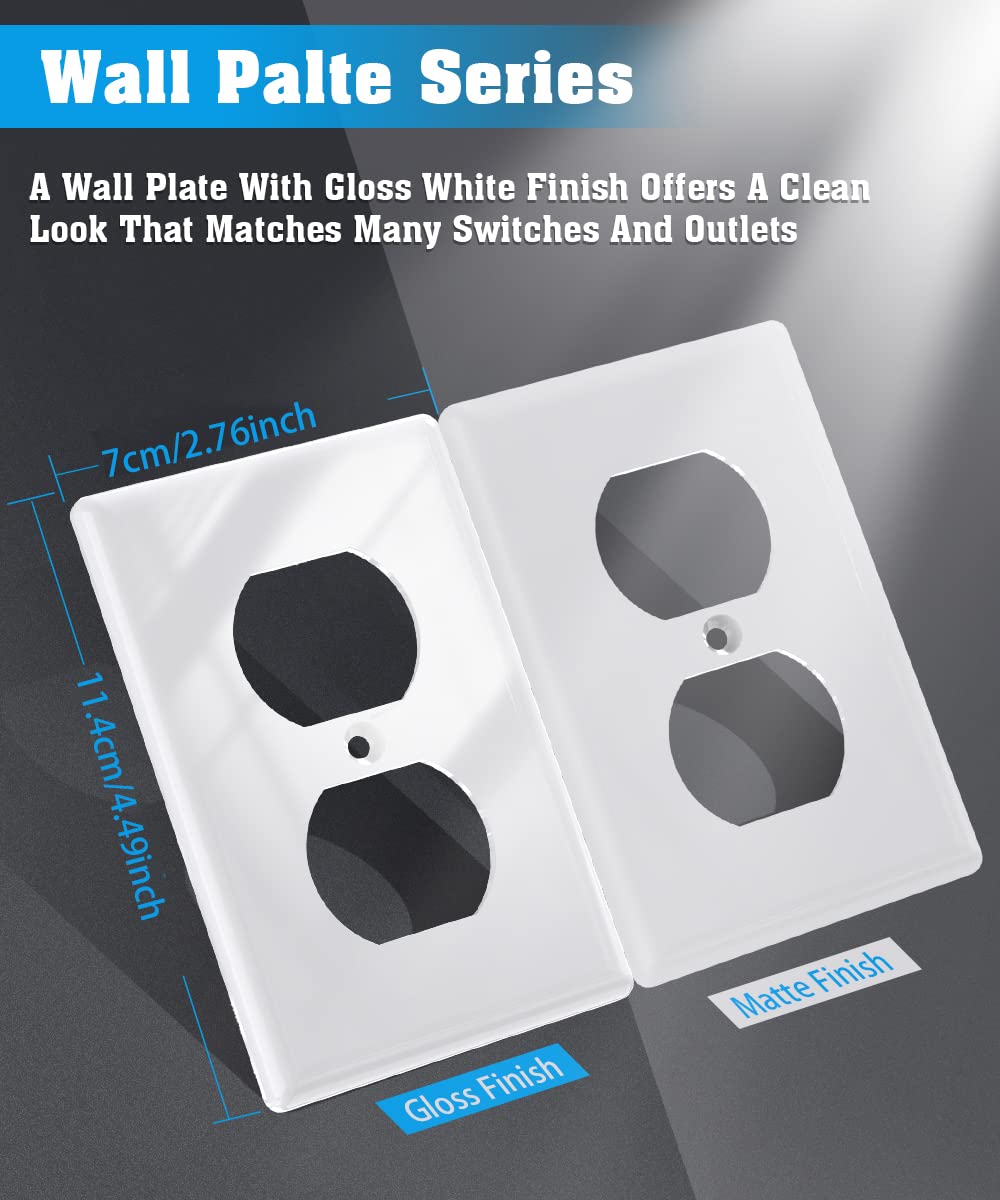 Wall Palte Series
A Wall Plate With Gloss White Finish Offers A Clean
Look That Matches Many Switches And Outlets
7cm/2.76inch
11.4cm/4.49inch
Matte Finish
Gloss Finish